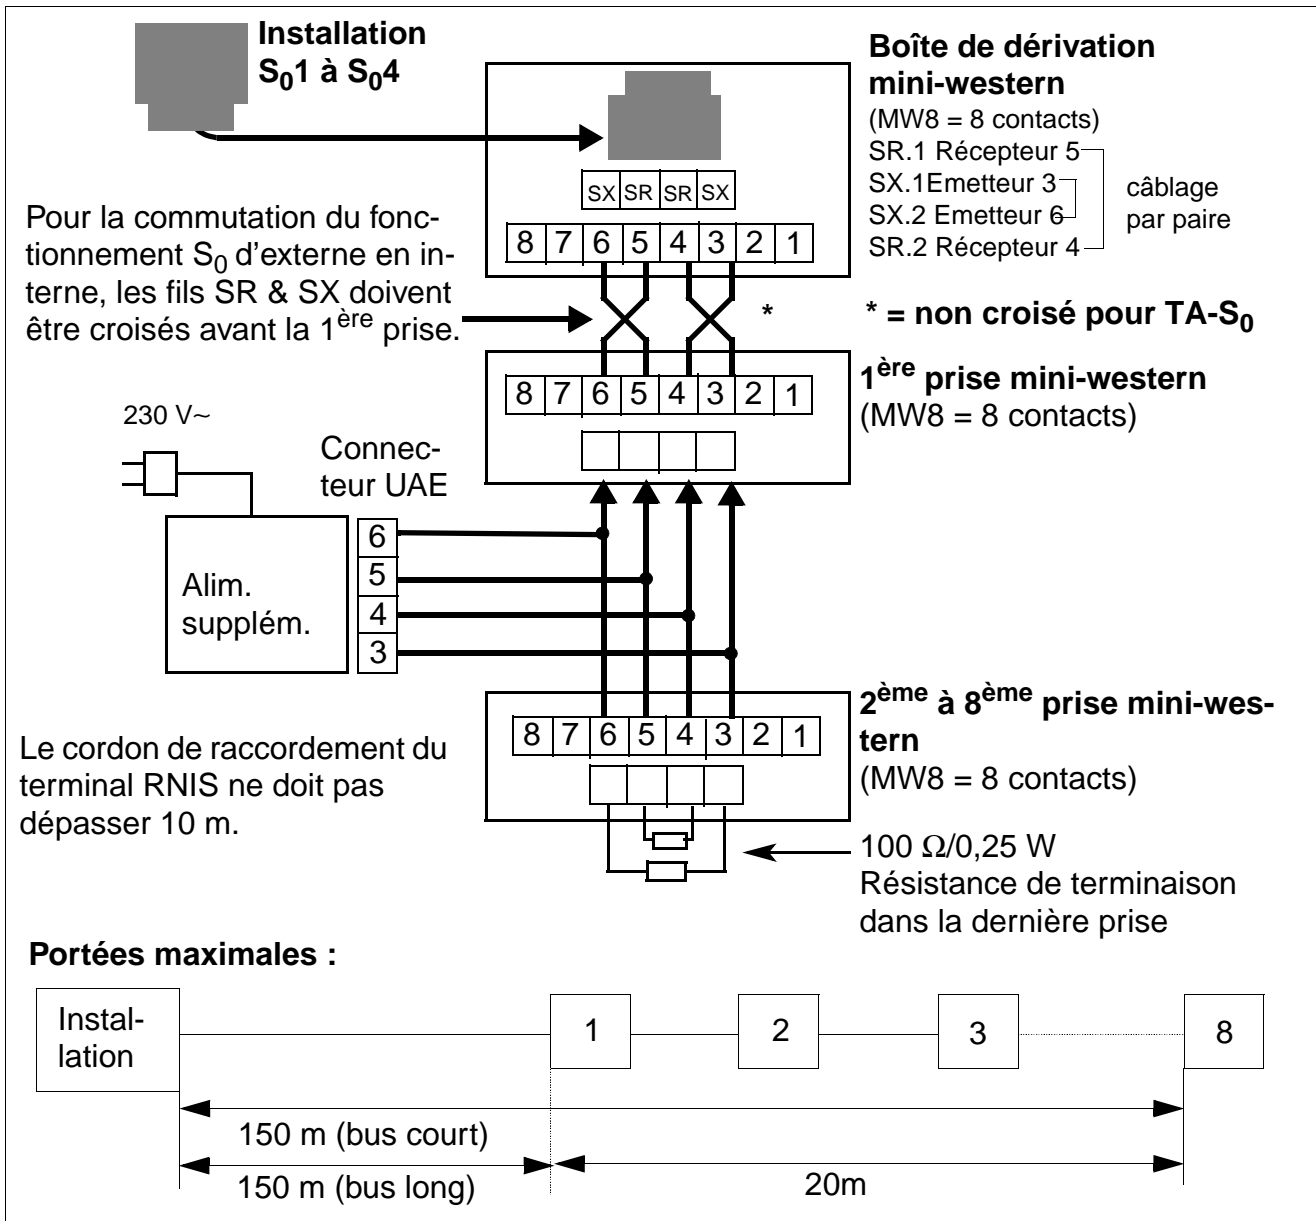 Installation
S01 à S04
Boîte de dérivation
mini-western
(MW8 = 8 contacts)
SR.1 Récepteur 5
SX.1Emetteur 3
SX.2 Emetteur 6
SR.2 Récepteur 4
câblage
par paire
SX SR SR SX
8 7 6 5 4 3 2 1
Pour la commutation du fonc-
tionnement S0 d'externe en in-
terne, les fils SR & SX doivent
être croisés avant la 1ère prise.
*
* = non croisé pour TA-S0
8 7 6 5 4 3 2 1
1ère prise mini-western
(MW8 = 8 contacts)
230 V~
Connec-
teur UAE
6
5
4
3
Alim.
supplém.
2ème à 8ème prise mini-wes-
tern
(MW8 = 8 contacts)
8 7 6 5 4 3 2 1
Le cordon de raccordement du
terminal RNIS ne doit pas
dépasser 10 m.
100 Ω/0,25 W
Résistance de terminaison
dans la dernière prise
Portées maximales :
Instal-
lation
1
2
3
8
150 m (bus court)
150 m (bus long)
20m